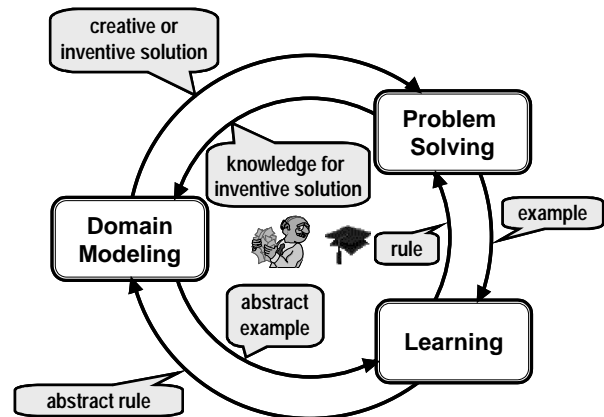 creative or
inventive solution
Problem
Solving
knowledge for
inventive solution
example
Domain
Modeling
rule
abstract
example
Learning
abstract rule